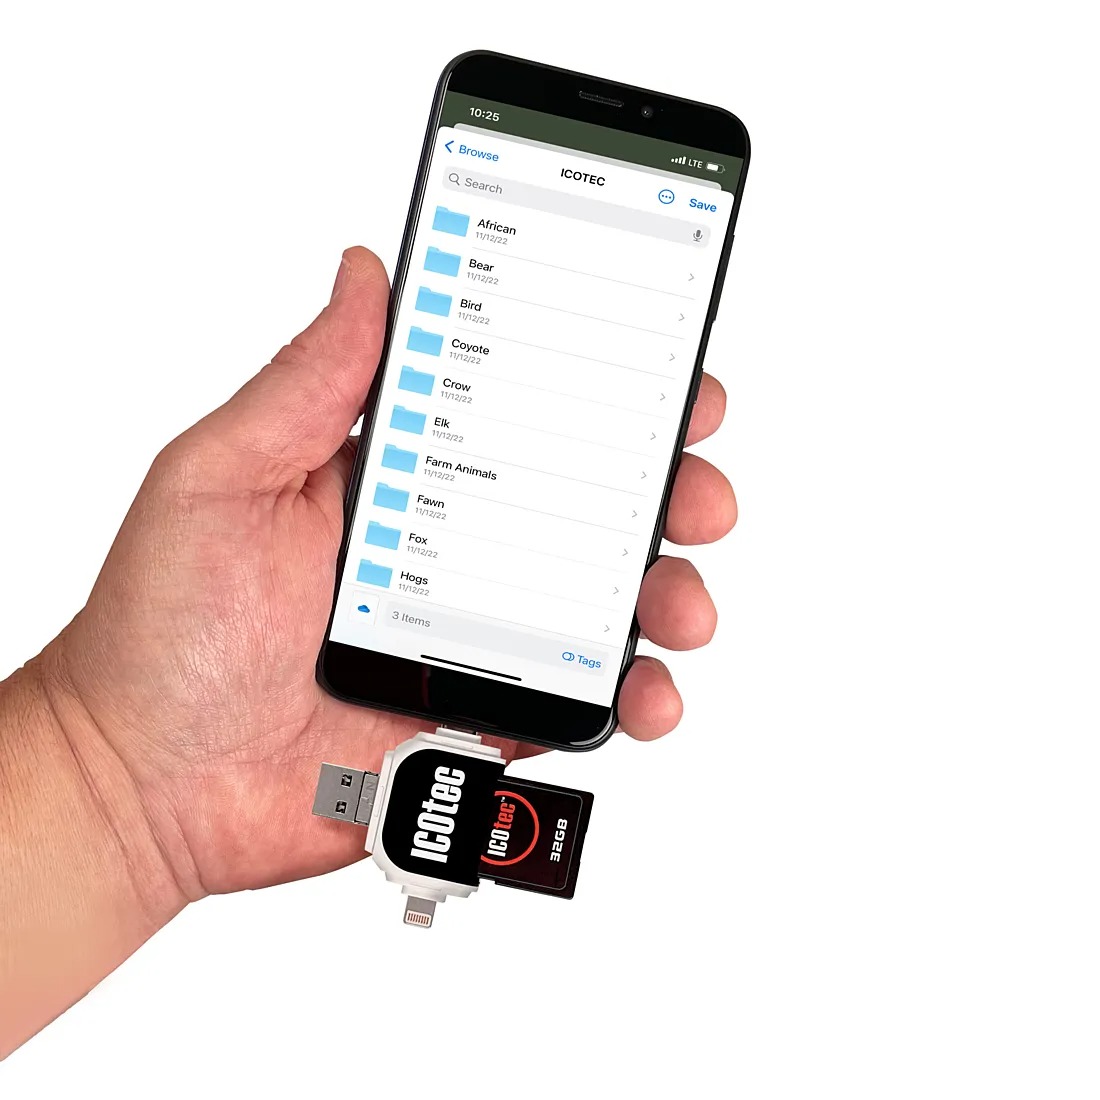 10:25
LTE
Browse
ICOTEC
Save
Search
African
11/12/22
Bear
11/12/22
Bird
11/12/22
Coyote
11/12/22
Crow
11/12/22
Elk
11/12/22
Farm Animals
11/12/22
Fawn
11/12/22
Fox
11/12/22
Hogs
11/12/22
3 Items
Tags
ICOtec
ICOtec™
32GB